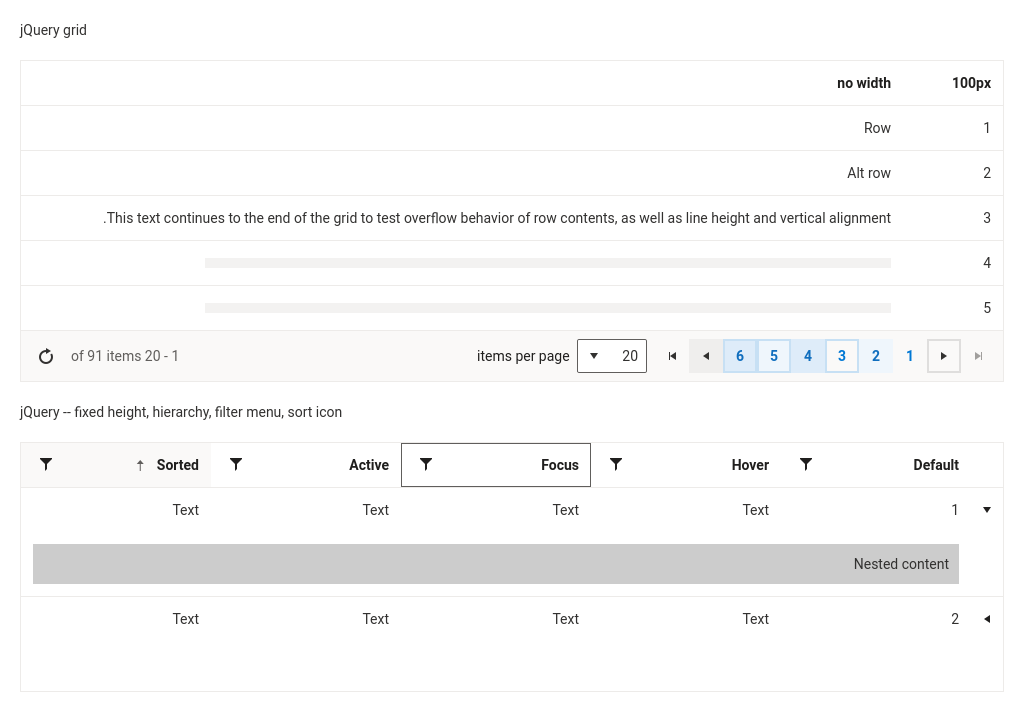 jQuery grid
100px no width
1 Row
2 Alt row
3 .This text continues to the end of the grid to test overflow behavior of row contents, as well as line height and vertical alignment
4
5
1 2 3 4 5 6 20 items per page of 91 items 20 - 1
jQuery -- fixed height, hierarchy, filter menu, sort icon
Default Hover Focus Active Sorted
1 Text Text Text Text
Nested content
2 Text Text Text Text